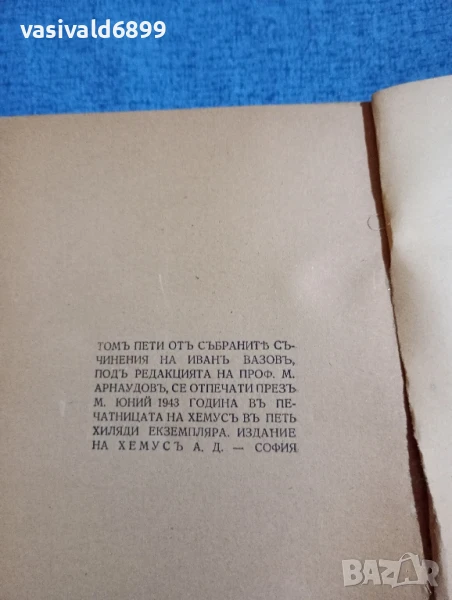 vasivald6899
ТОМЪ ПЕТИ ОТЪ СЪБРАНИТѢ СЪ-
ЧИНЕНИЯ НА ИВАНЪ ВАЗОВЪ,
ПОДЪ РЕДАКЦИЯТА НА ПРОФ. М.
АРНАУДОВЪ, СЕ ОТПЕЧАТИ ПРЕЗЪ
М. ЮНИЙ 1943 ГОДИНА ВЪ ПЕ-
ЧАТНИЦАТА НА ХЕМУСЪ ВЪ ПЕТЬ
ХИЛЯДИ ЕКЗЕМПЛЯРА. ИЗДАНИЕ
НА ХЕМУСЪ А. Д. — СОФИЯ
BAZAR